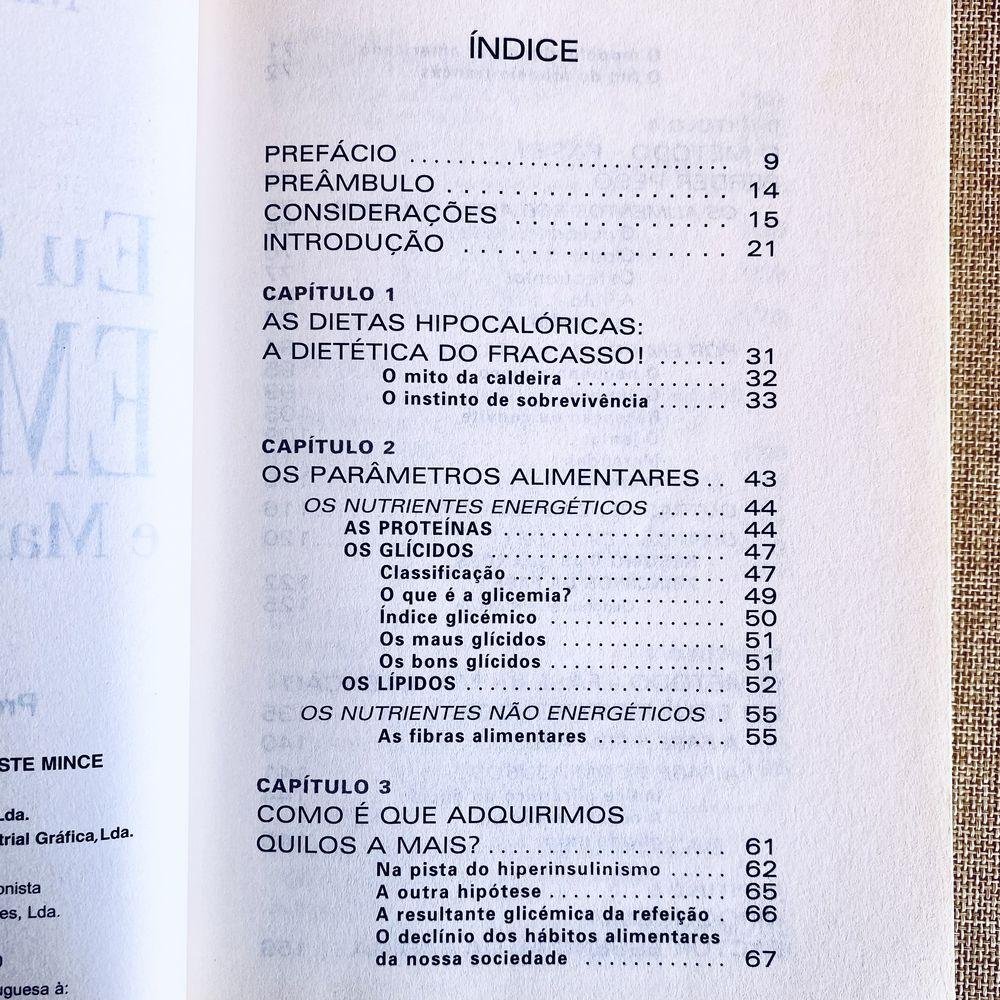 ÍNDICE
PREFÁCIO ........................ 9
PREÂMBULO ..................... 14
CONSIDERAÇÕES ................ 15
INTRODUÇÃO .................... 21
CAPÍTULO 1
AS DIETAS HIPOCALÓRICAS:
A DIETÉTICA DO FRACASSO! ...... 31
O mito da caldeira ............ 32
O instinto de sobrevivência ...... 33
CAPÍTULO 2
OS PARÂMETROS ALIMENTARES .. 43
OS NUTRIENTES ENERGÉTICOS ...... 44
AS PROTEÍNAS .................. 44
OS GLÍCIDOS .................... 47
Classificação .................. 47
O que é a glicemia? ............ 49
Índice glicémico ............... 50
Os maus glícidos ............... 51
Os bons glícidos ............... 51
OS LÍPIDOS ..................... 52
OS NUTRIENTES NÃO ENERGÉTICOS . 55
As fibras alimentares ........... 55
CAPÍTULO 3
COMO É QUE ADQUIRIMOS
QUILOS A MAIS? .................. 61
Na pista do hiperinsulinismo ..... 62
A outra hipótese ............... 65
A resultante glicémica da refeição . 66
O declínio dos hábitos alimentares
da nossa sociedade ............ 67
STE MINCE
Lda.
trial Gráfica, Lda.
onista
es, Lda.
uguesa à: